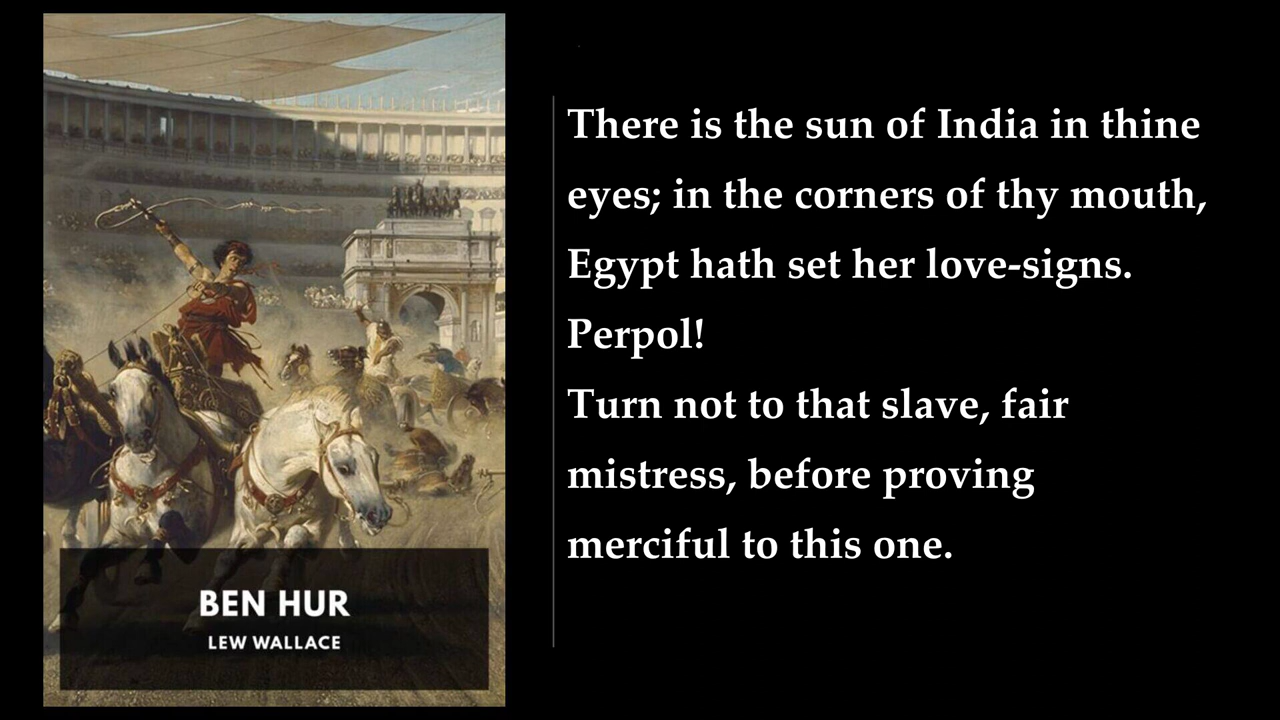 BEN HUR
LEW WALLACE
There is the sun of India in thine
eyes; in the corners of thy mouth,
Egypt hath set her love-signs.
Perpol!
Turn not to that slave, fair
mistress, before proving
merciful to this one.